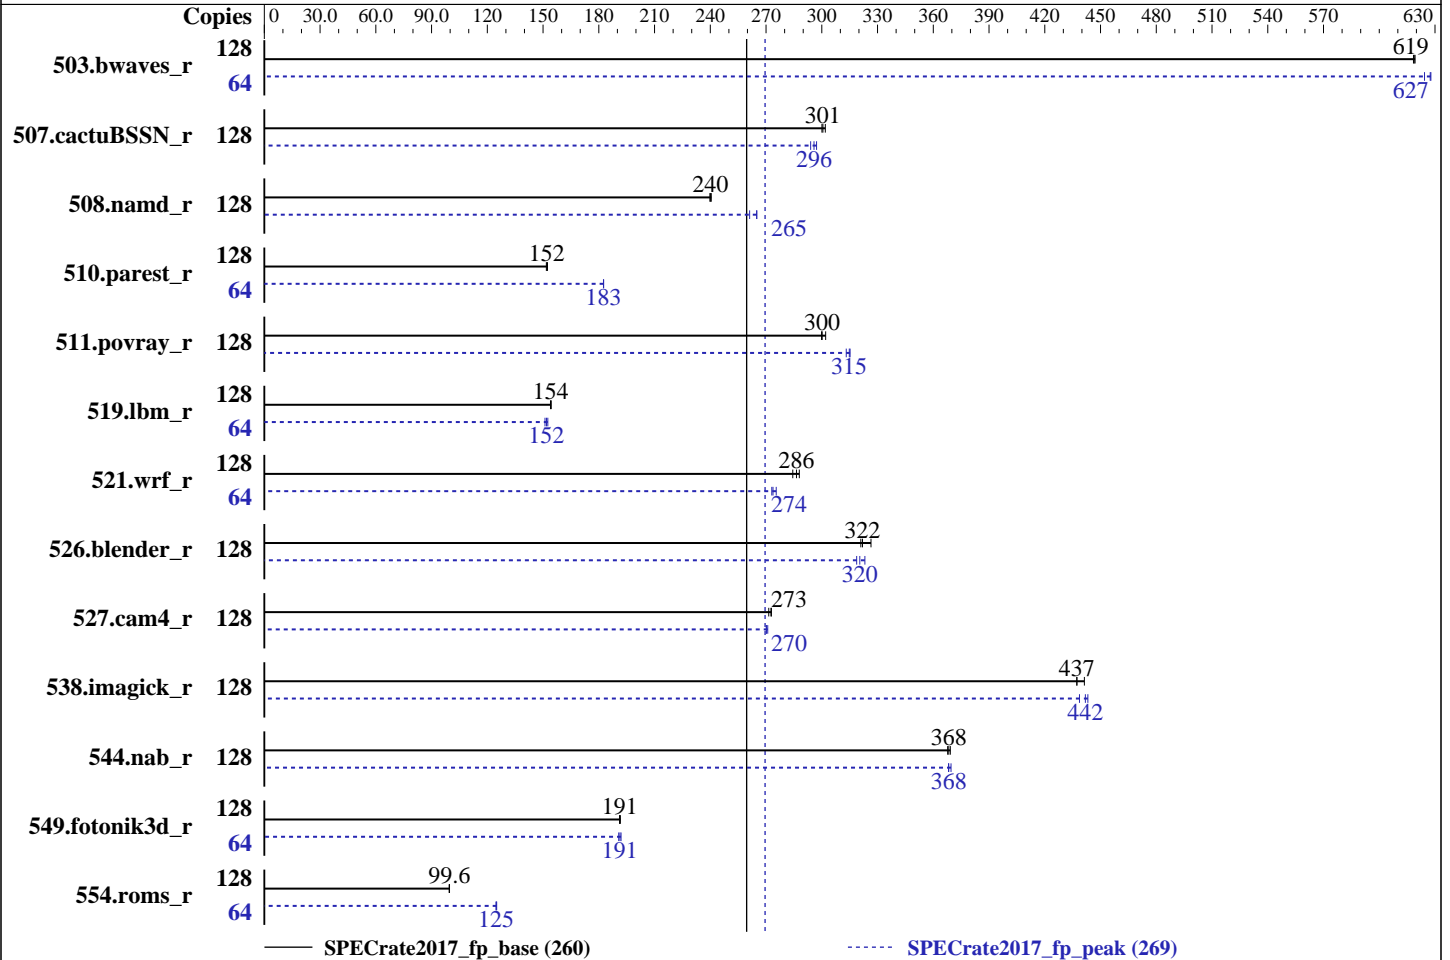 Copies 0 30.0 60.0 90.0 120 150 180 210 240 270 300 330 360 390 420 450 480 510 540 570 630
503.bwaves_r 128 619
64 627
507.cactuBSSN_r 128 301
296
508.namd_r 128 240
265
510.parest_r 128 152
64 183
511.povray_r 128 300
315
519.lbm_r 128 154
64 152
521.wrf_r 128 286
64 274
526.blender_r 128 322
320
527.cam4_r 128 273
270
538.imagick_r 128 437
442
544.nab_r 128 368
368
549.fotonik3d_r 128 191
64 191
554.roms_r 128 99.6
64 125
SPECrate2017_fp_base (260) SPECrate2017_fp_peak (269)